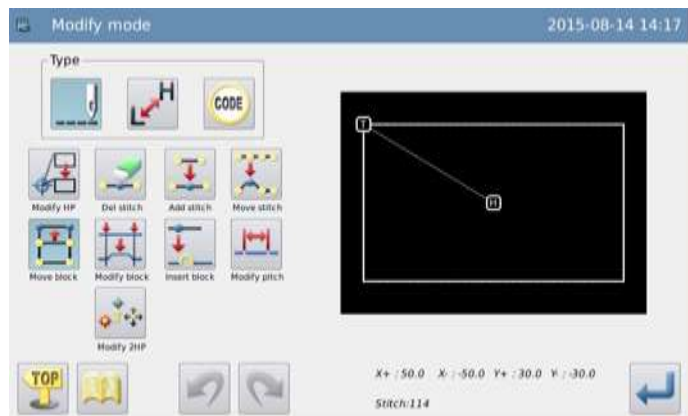 Modify mode 2015-08-14 14:17
Type
L H CODE
Modify HP Del stitch Add stitch Move stitch
Move block Modify block Insert block Modify pitch
Modify 2HP
T
H
TOP
X+ : 50.0 X- : -50.0 Y+ : 30.0 Y- : -30.0
Stitch:114